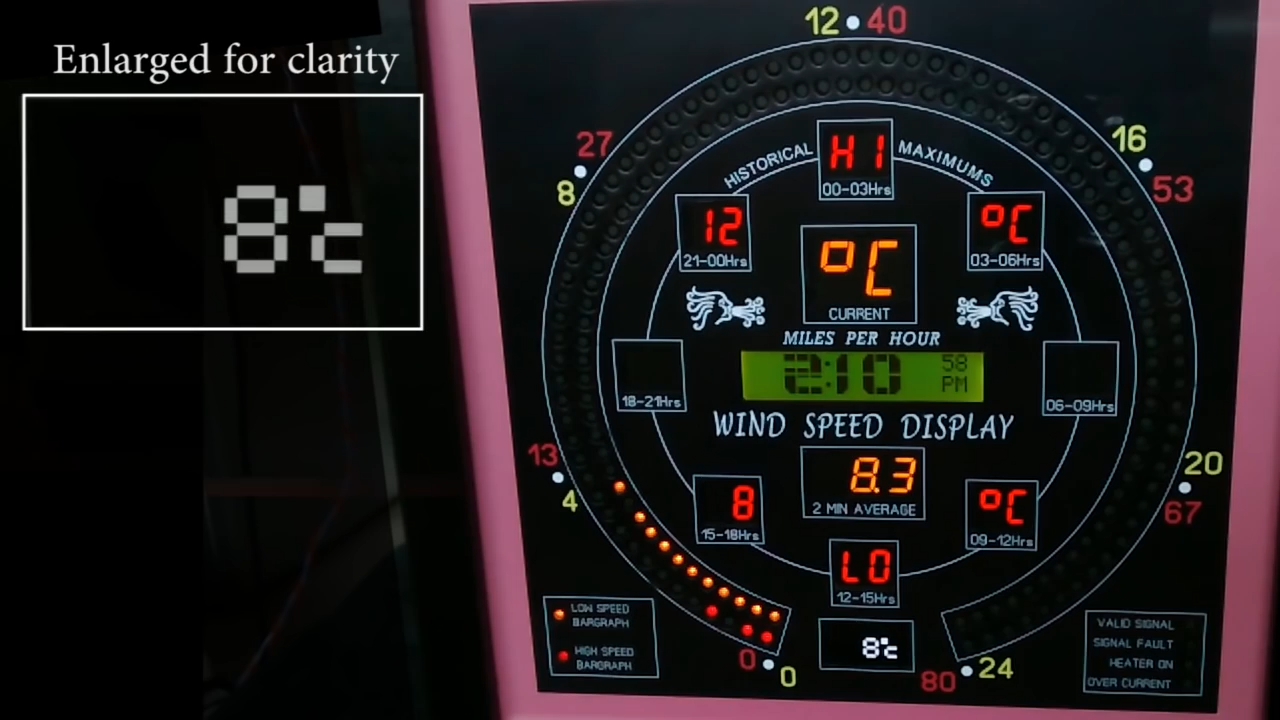 Enlarged for clarity
8°c
12 40
27
8
16
53
HISTORICAL MAXIMUMS
HI
00-03Hrs
12
21-00Hrs
°C
03-06Hrs
°C
CURRENT
MILES PER HOUR
2:10 58 PM
18-21Hrs
06-09Hrs
WIND SPEED DISPLAY
13
4
20
67
8.3
2 MIN AVERAGE
8
15-18Hrs
°C
09-12Hrs
LO
12-15Hrs
LOW SPEED
BARGRAPH
HIGH SPEED
BARGRAPH
8°c
VALID SIGNAL
SIGNAL FAULT
HEATER ON
OVER CURRENT
0
0
80
24